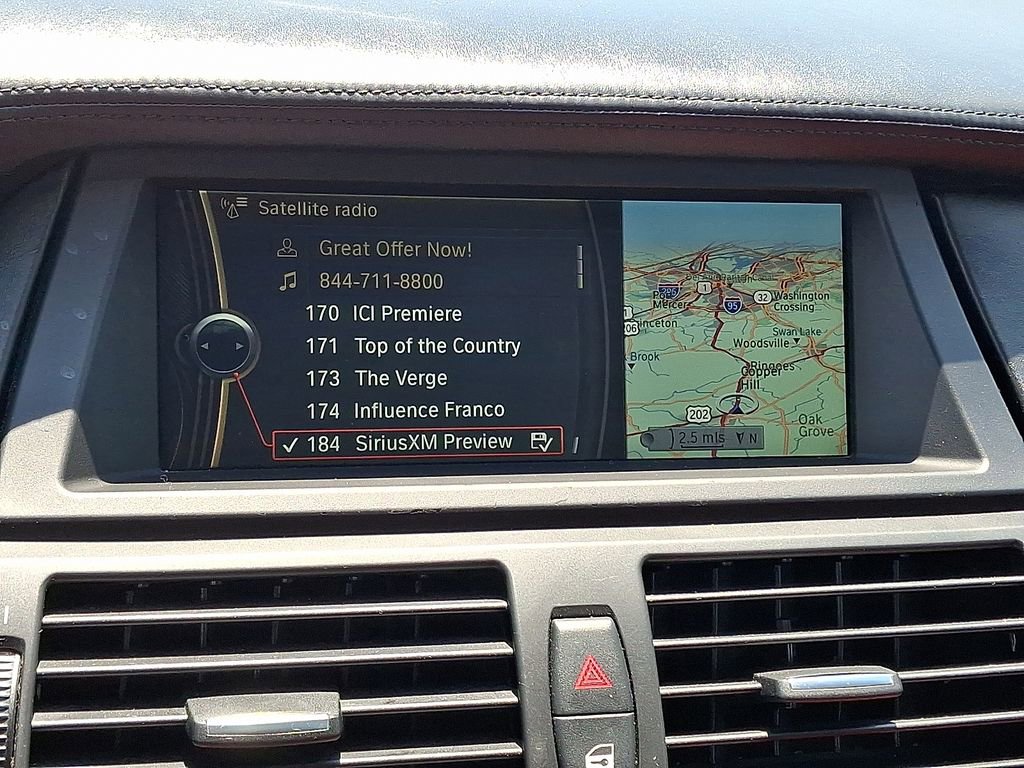 Satellite radio
Great Offer Now!
844-711-8800
170 ICI Premiere
171 Top of the Country
173 The Verge
174 Influence Franco
✓ 184 SiriusXM Preview
1
32
Washington
Crossing
295
95
Mercer
206
Swan Lake
Woodsville
Brook
Ringoes
Copper
Hill
202
Oak
Grove
2.5 mls
N